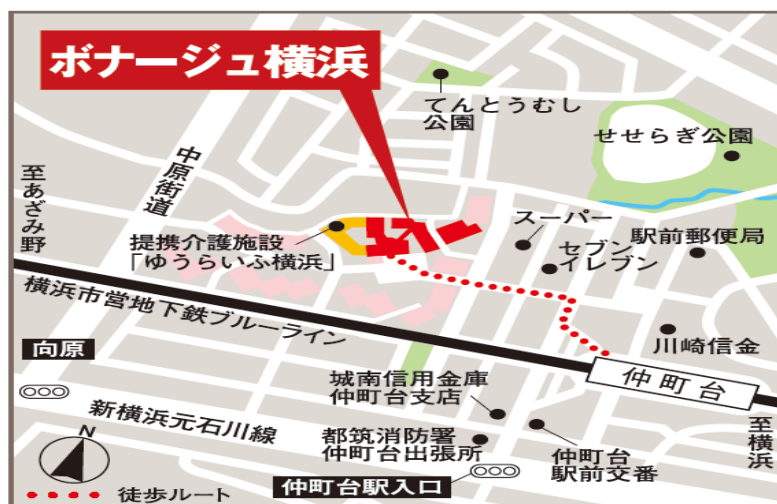 ボナージュ横浜
てんとうむし
公園
せせらぎ公園
中原街道
至あざみ野
スーパー
駅前郵便局
セブン
イレブン
提携介護施設
「ゆうらいふ横浜」
横浜市営地下鉄ブルーライン
川崎信金
向原
仲町台
城南信用金庫
仲町台支店
新横浜元石川線
都筑消防署
仲町台出張所
仲町台
駅前交番
至横浜
仲町台駅入口
N
徒歩ルート